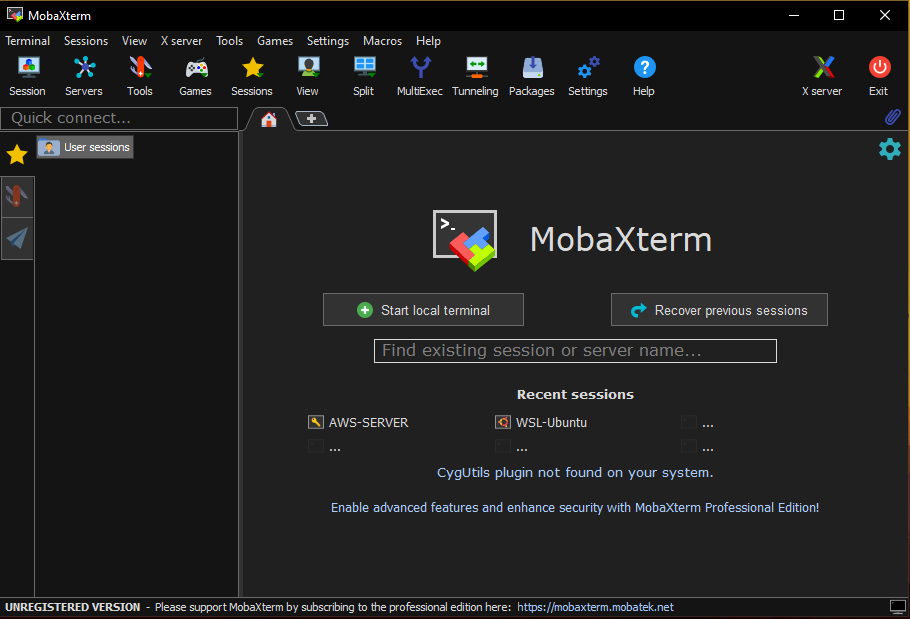 MobaXterm
Terminal Sessions View X server Tools Games Settings Macros Help
Session Servers Tools Games Sessions View Split MultiExec Tunneling Packages Settings Help X server Exit
Quick connect...
User sessions
>_
MobaXterm
Start local terminal Recover previous sessions
Find existing session or server name...
Recent sessions
AWS-SERVER WSL-Ubuntu ...
... ... ...
CygUtils plugin not found on your system.
Enable advanced features and enhance security with MobaXterm Professional Edition!
UNREGISTERED VERSION - Please support MobaXterm by subscribing to the professional edition here: https://mobaxterm.mobatek.net